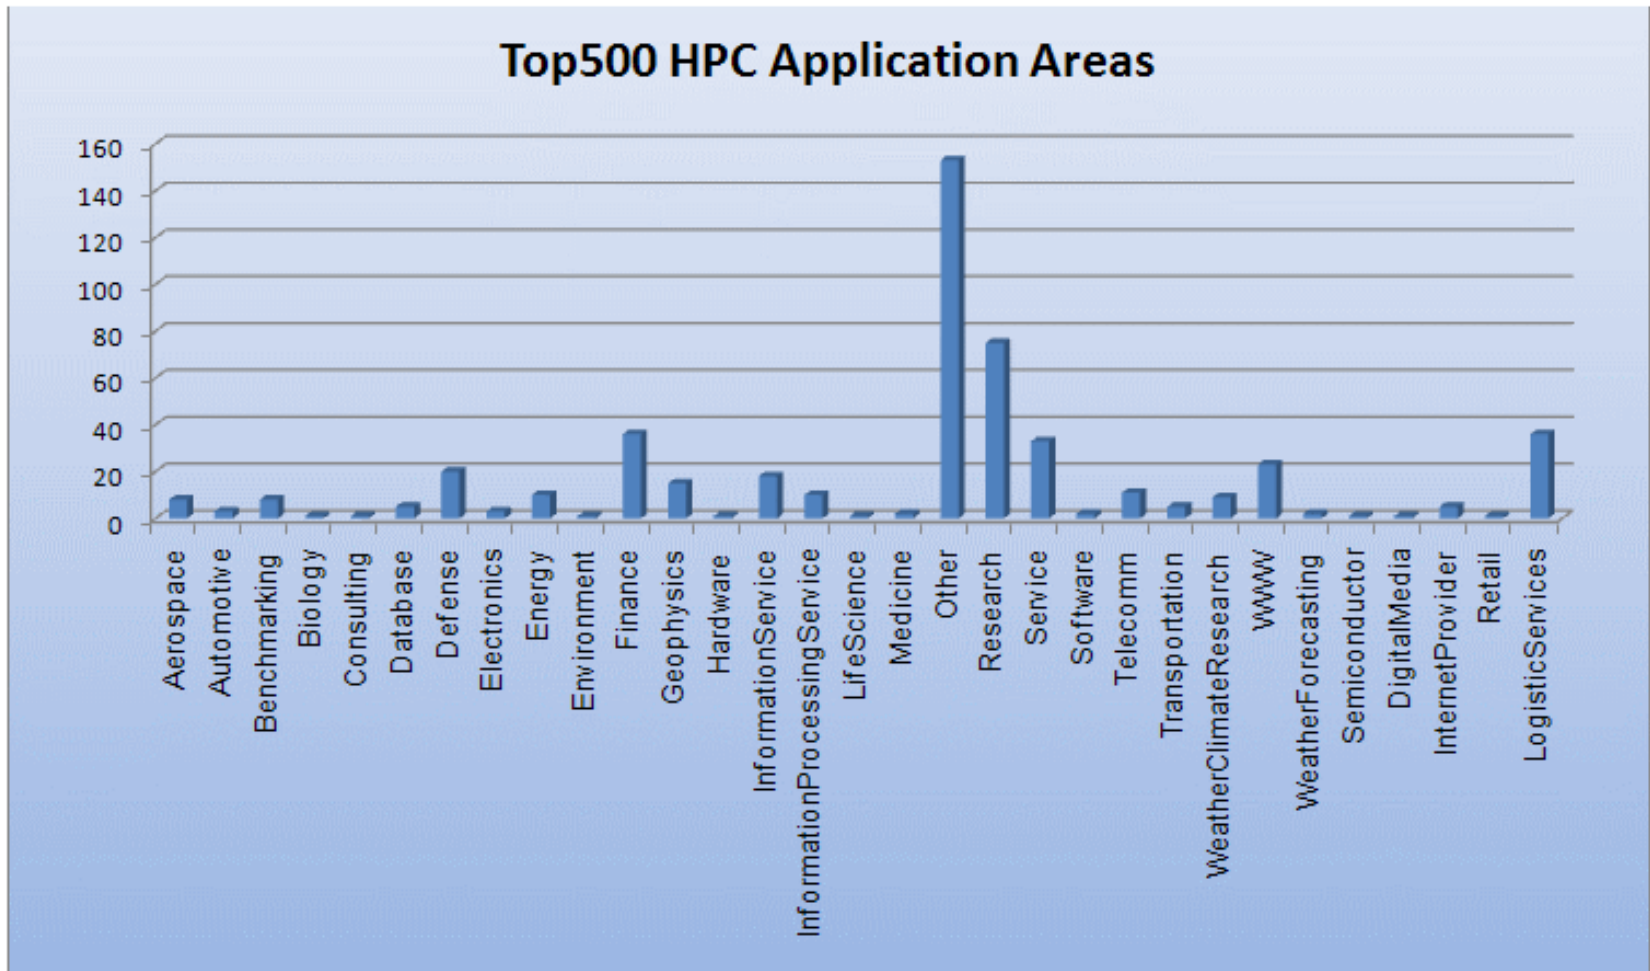 Top500 HPC Application Areas
160
140
120
100
80
60
40
20
0
Aerospace
Automotive
Benchmarking
Biology
Consulting
Database
Defense
Electronics
Energy
Environment
Finance
Geophysics
Hardware
InformationService
InformationProcessingService
LifeScience
Medicine
Other
Research
Service
Software
Telecomm
Transportation
WeatherClimateResearch
WWW
WeatherForecasting
Semiconductor
DigitalMedia
InternetProvider
Retail
LogisticServices